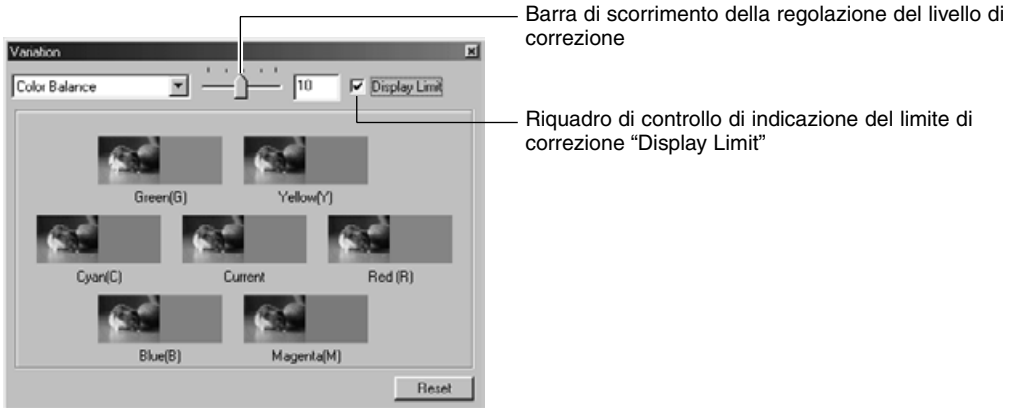 Barra di scorrimento della regolazione del livello di
correzione
Variation
Color Balance
10
Display Limit
Riquadro di controllo di indicazione del limite di
correzione “Display Limit”
Green(G)
Yellow(Y)
Cyan(C)
Current
Red (R)
Blue(B)
Magenta(M)
Reset